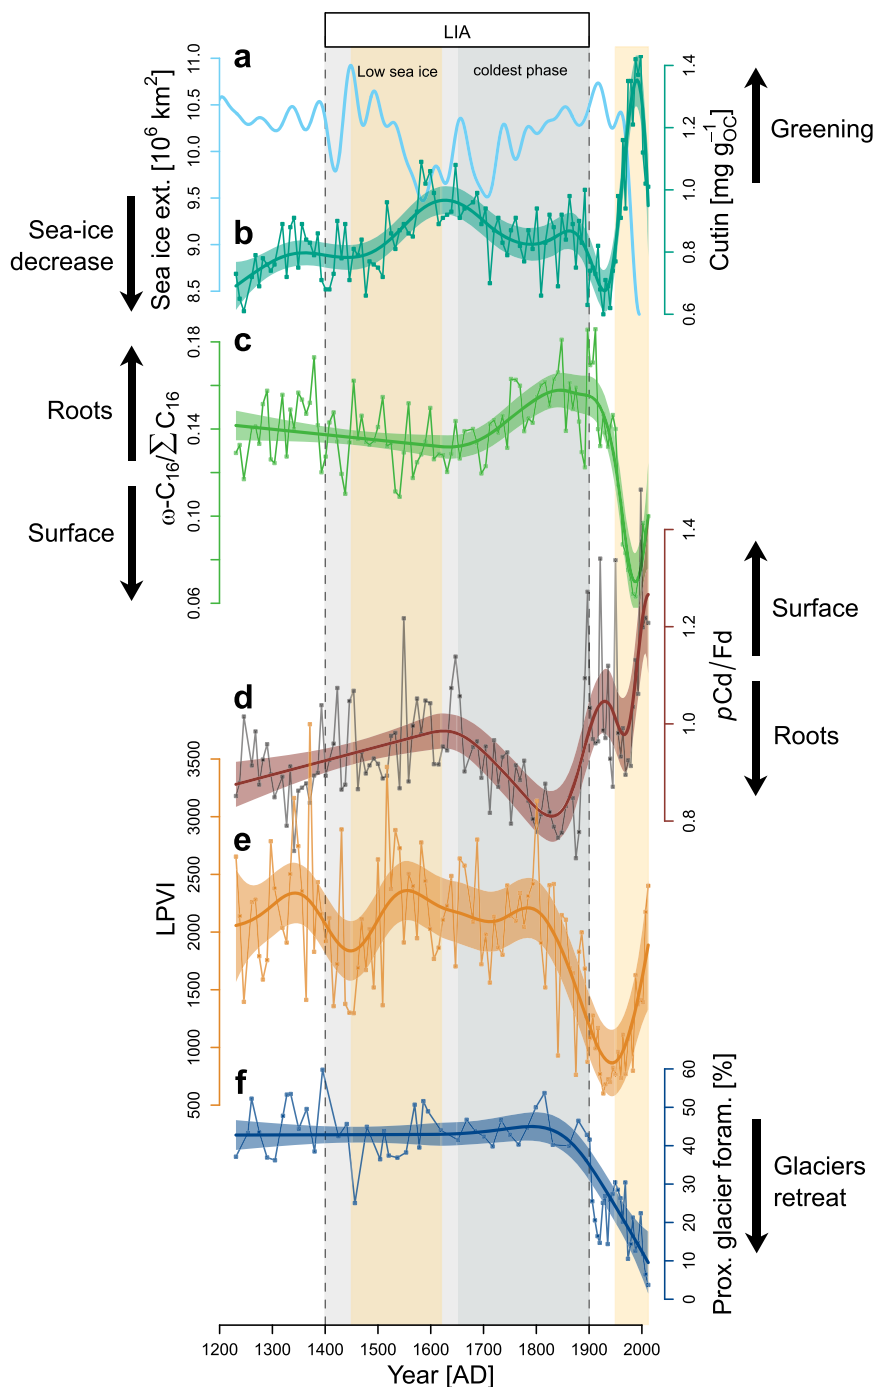 LIA
Low sea ice
coldest phase
a
11.0
10.5
10.0
9.5
9.0
8.5
Sea ice ext. [10⁶ km²]
Sea-ice
decrease
b
1.4
1.2
1.0
0.8
0.6
Cutin [mg g⁻¹OC]
Greening
c
0.18
0.14
0.10
0.06
ω-C₁₆/∑C₁₆
Roots
Surface
d
1.4
1.2
1.0
0.8
pCd/Fd
Surface
Roots
e
3500
3000
2500
2000
1500
1000
500
LPVI
f
60
50
40
30
20
10
0
Prox. glacier foram. [%]
Glaciers
retreat
1200 1300 1400 1500 1600 1700 1800 1900 2000
Year [AD]